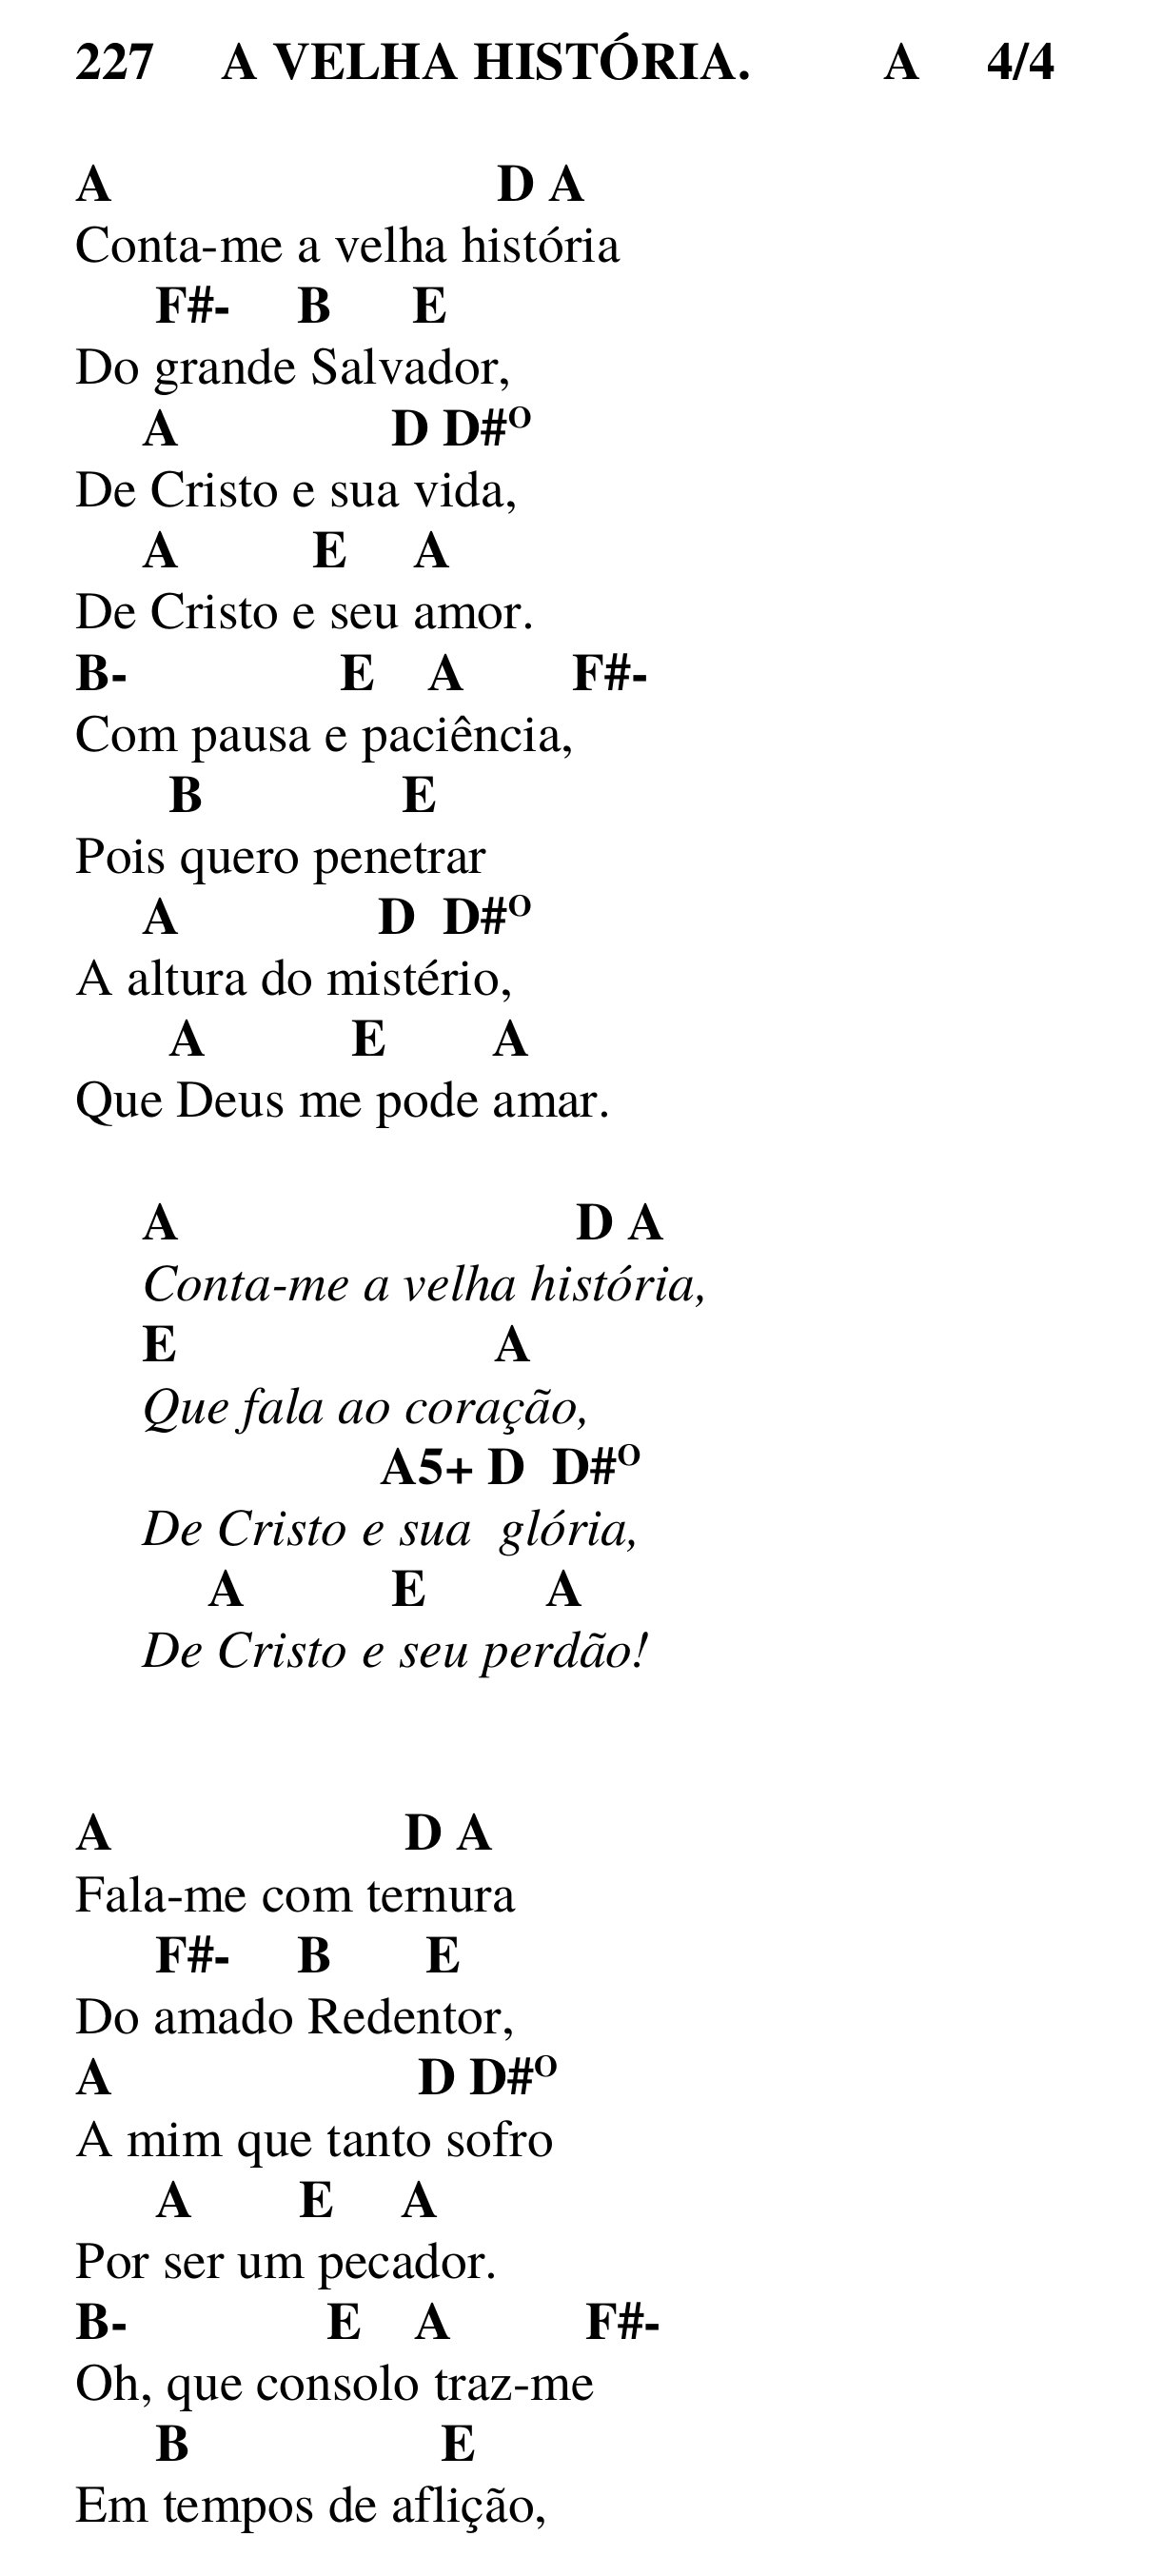 227 A VELHA HISTÓRIA. A 4/4
A D A
Conta-me a velha história
F#- B E
Do grande Salvador,
A D D#º
De Cristo e sua vida,
A E A
De Cristo e seu amor.
B- E A F#-
Com pausa e paciência,
B E
Pois quero penetrar
A D D#º
A altura do mistério,
A E A
Que Deus me pode amar.
A D A
Conta-me a velha história,
E A
Que fala ao coração,
A5+ D D#º
De Cristo e sua glória,
A E A
De Cristo e seu perdão!
A D A
Fala-me com ternura
F#- B E
Do amado Redentor,
A D D#º
A mim que tanto sofro
A E A
Por ser um pecador.
B- E A F#-
Oh, que consolo traz-me
B E
Em tempos de aflição,